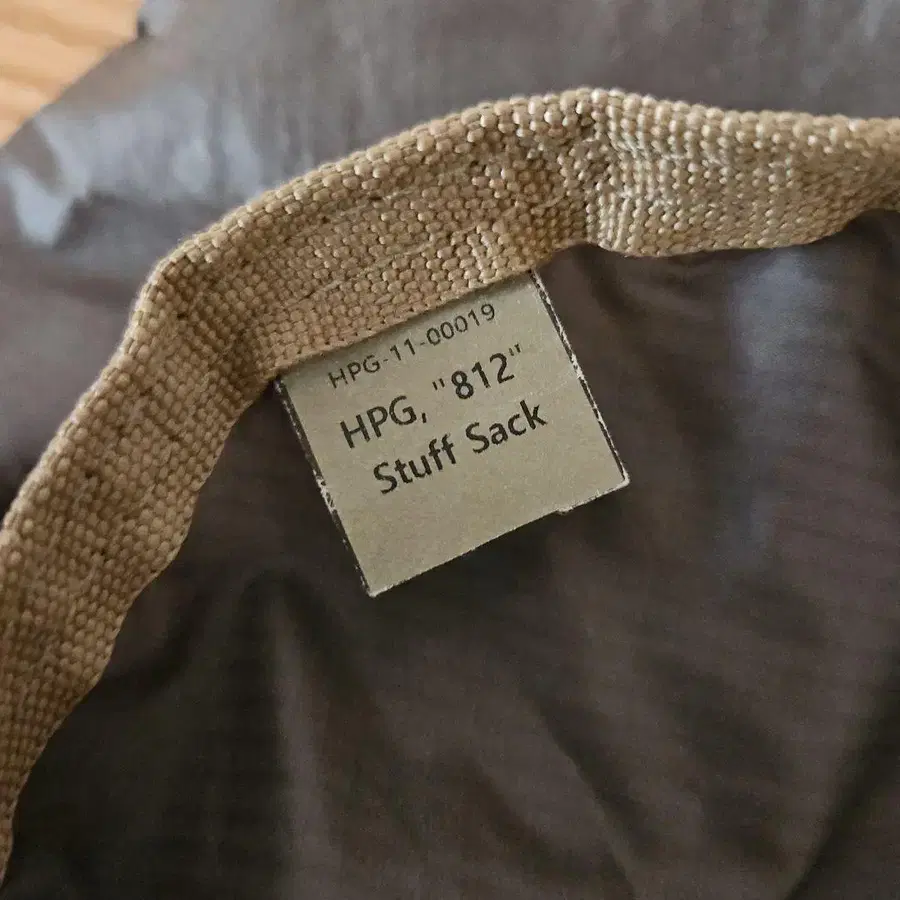 HPG-11-00019
HPG, "812"
Stuff Sack